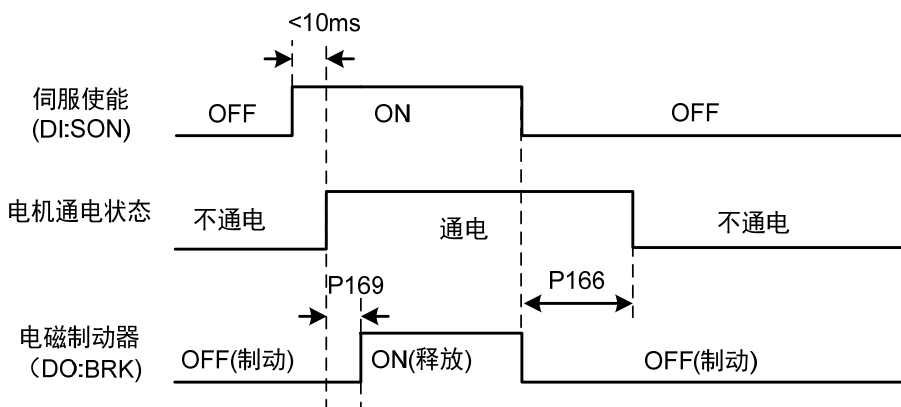 <10ms
伺服使能
(DI:SON)
OFF
ON
OFF
电机通电状态
不通电
通电
不通电
P169
P166
电磁制动器
（DO:BRK)
OFF(制动)
ON(释放)
OFF(制动)